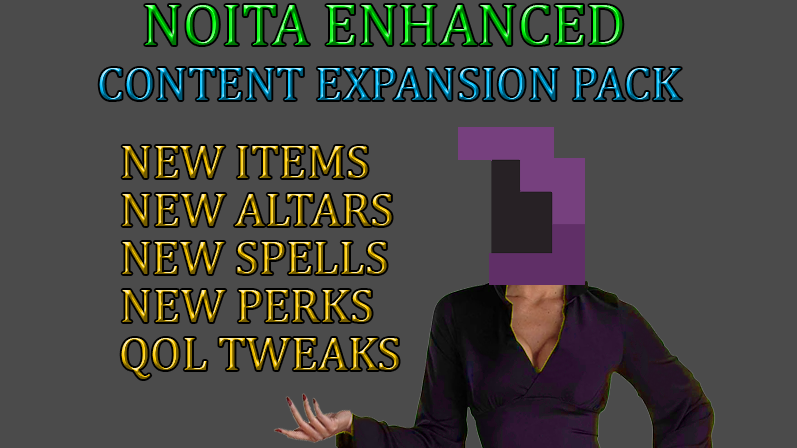 NOITA ENHANCED
CONTENT EXPANSION PACK
NEW ITEMS
NEW ALTARS
NEW SPELLS
NEW PERKS
QOL TWEAKS